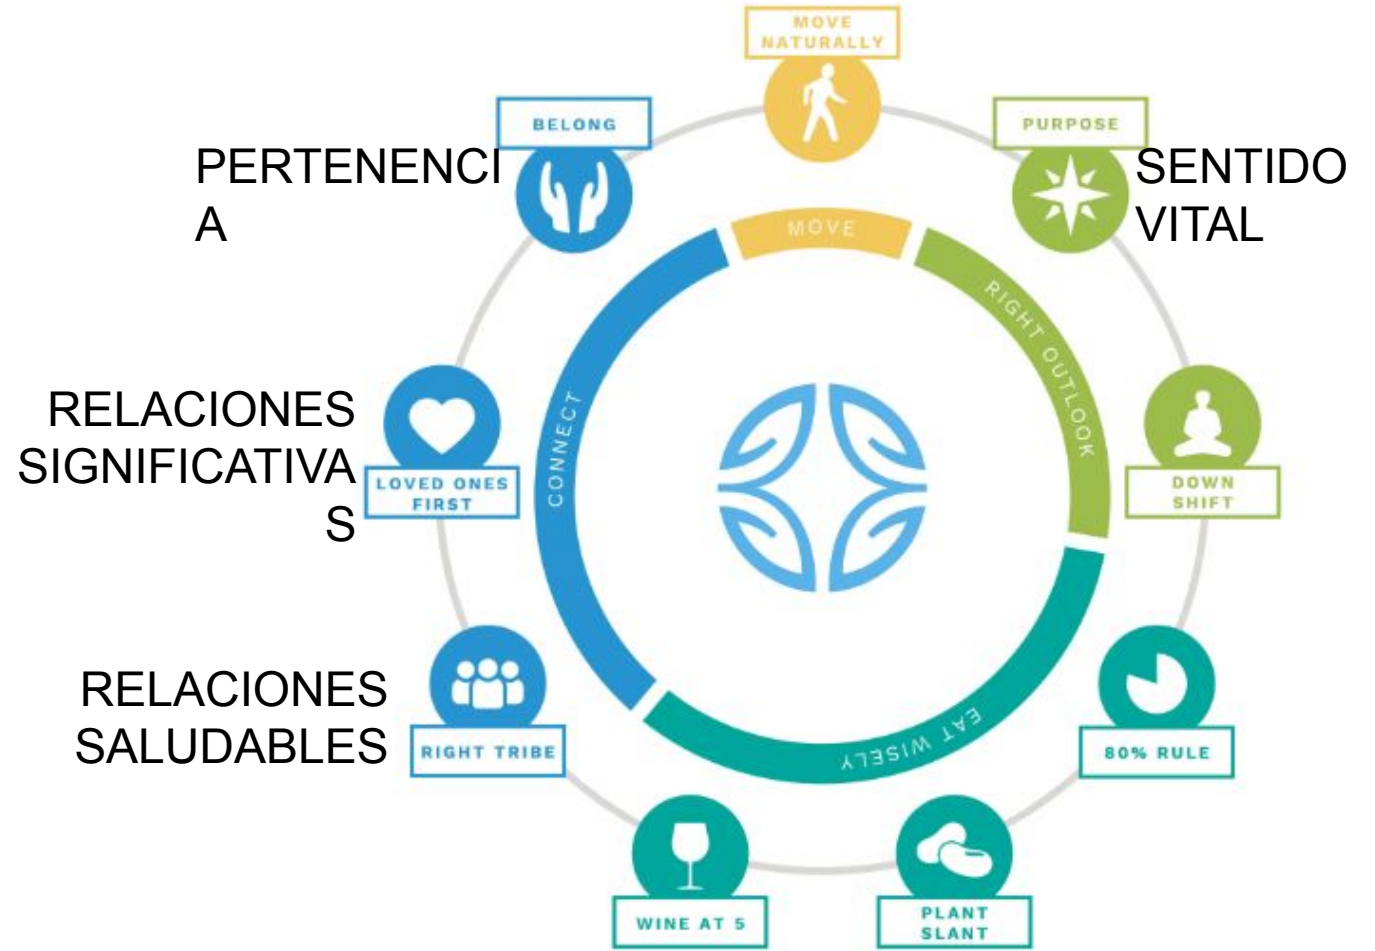 MOVE
NATURALLY
BELONG
PURPOSE
PERTENENCI
A
SENTIDO
VITAL
MOVE
RIGHT OUTLOOK
CONNECT
RELACIONES
SIGNIFICATIVA
S
LOVED ONES
FIRST
DOWN
SHIFT
RELACIONES
SALUDABLES
RIGHT TRIBE
EAT WISELY
80% RULE
WINE AT 5
PLANT
SLANT